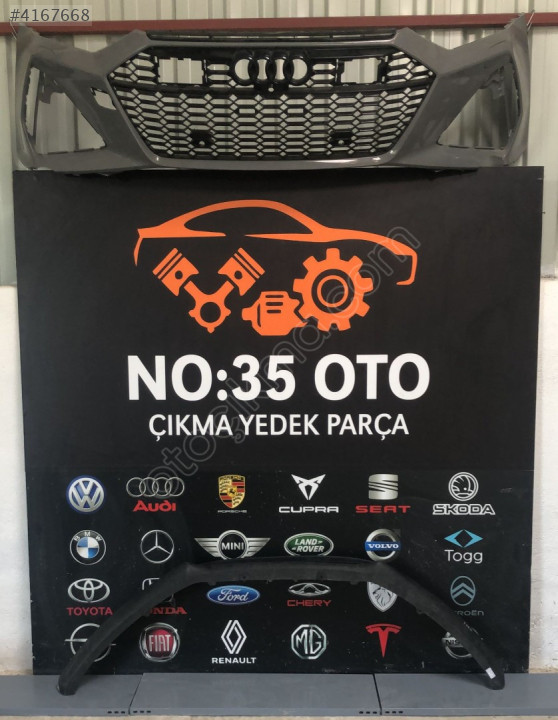 #4167668
NO:35 OTO
ÇIKMA YEDEK PARÇA
Audi
PORSCHE
CUPRA
SEAT
SKODA
BMW
MINI
LAND ROVER
VOLVO
Togg
TOYOTA
Ford
CHERY
FIAT
RENAULT
MG